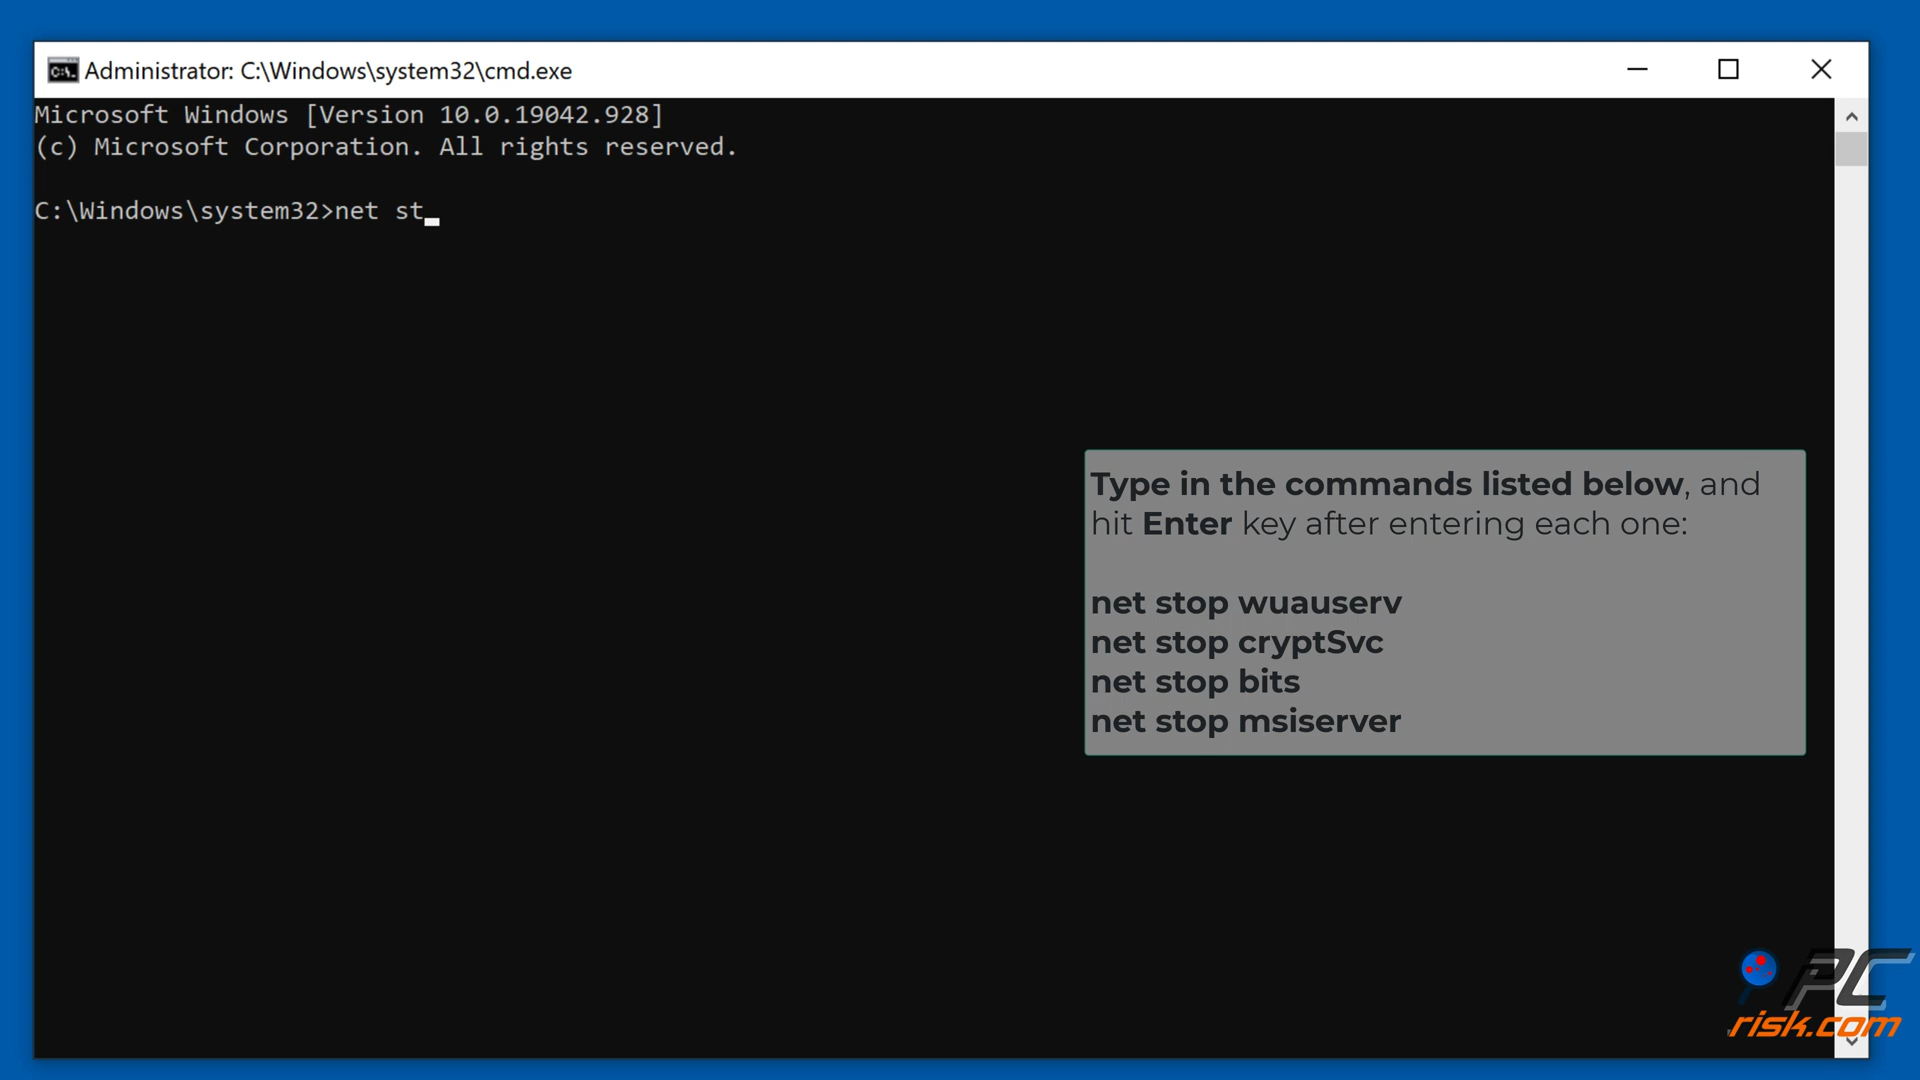 Administrator: C:\Windows\system32\cmd.exe
Microsoft Windows [Version 10.0.19042.928]
(c) Microsoft Corporation. All rights reserved.
C:\Windows\system32>net st_
Type in the commands listed below, and
hit Enter key after entering each one:
net stop wuauserv
net stop cryptSvc
net stop bits
net stop msiserver
PC
risk.com